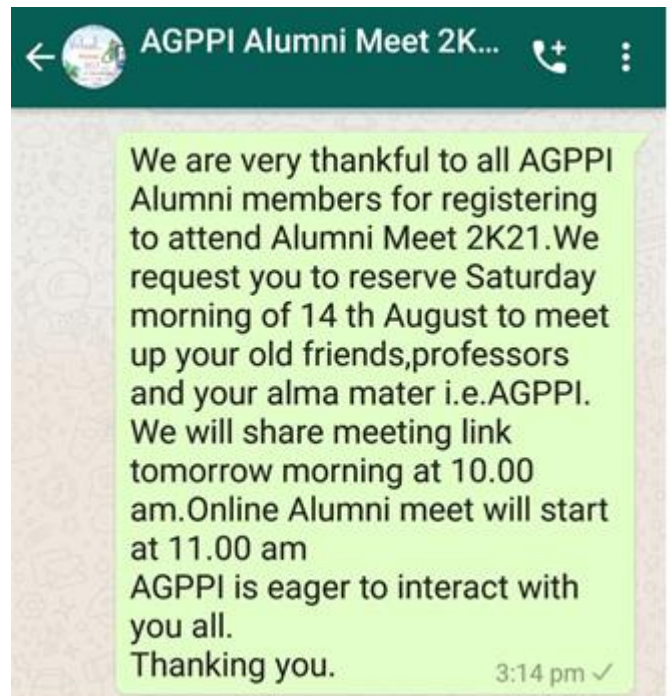 AGPPI Alumni Meet 2K...
We are very thankful to all AGPPI
Alumni members for registering
to attend Alumni Meet 2K21.We
request you to reserve Saturday
morning of 14 th August to meet
up your old friends,professors
and your alma mater i.e.AGPPI.
We will share meeting link
tomorrow morning at 10.00
am.Online Alumni meet will start
at 11.00 am
AGPPI is eager to interact with
you all.
Thanking you.
3:14 pm